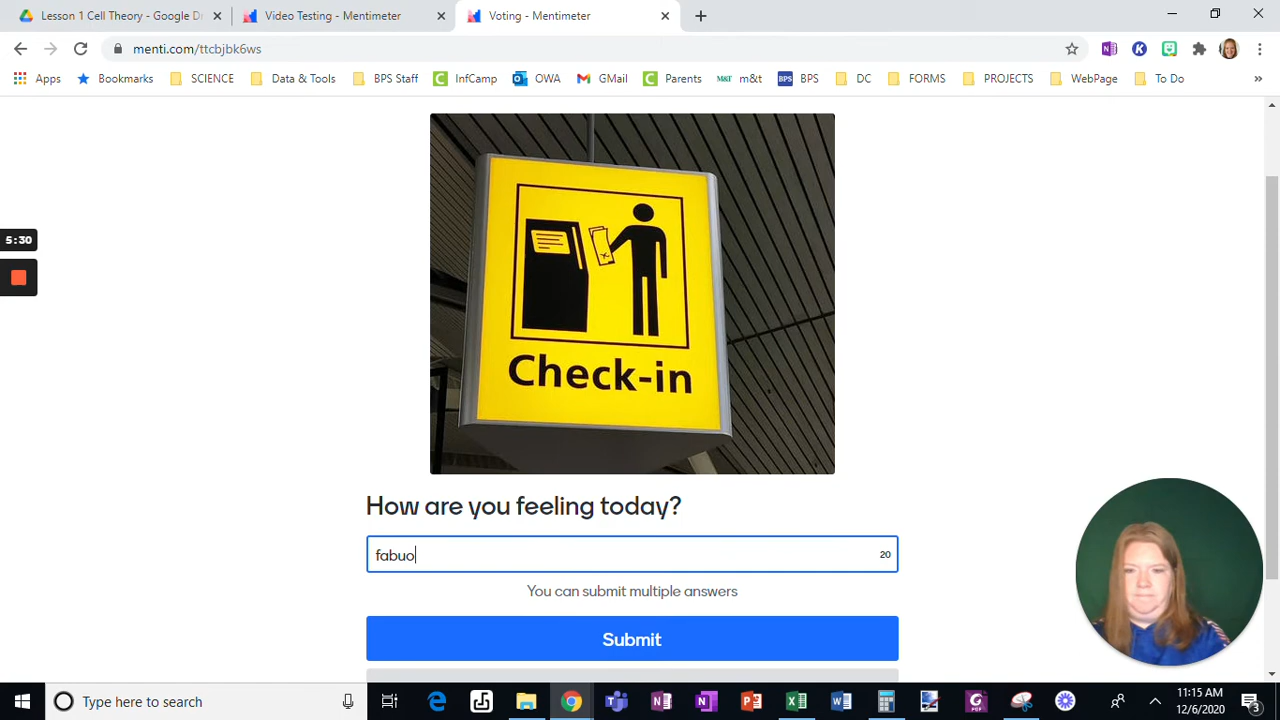 Lesson 1 Cell Theory - Google Dr
Video Testing - Mentimeter
Voting - Mentimeter
menti.com/ttcbjbk6ws
Apps
Bookmarks
SCIENCE
Data & Tools
BPS Staff
InfCamp
OWA
GMail
Parents
m&t
m&t
BPS
BPS
DC
FORMS
PROJECTS
WebPage
To Do
»
5:30
Check-in
How are you feeling today?
fabuo
20
You can submit multiple answers
Submit
Type here to search
11:15 AM
12/6/2020
3